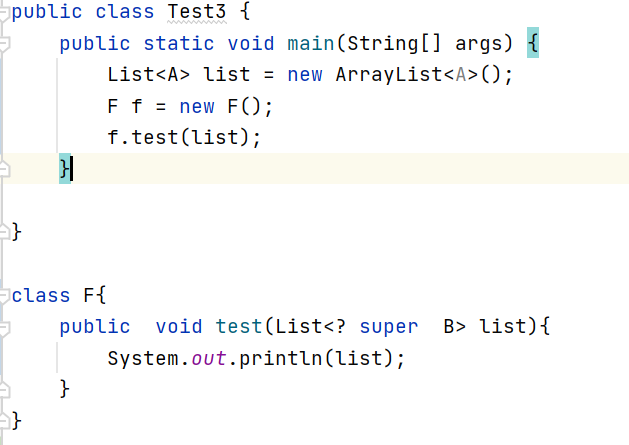 public class Test3 {
    public static void main(String[] args) {
        List<A> list = new ArrayList<A>();
        F f = new F();
        f.test(list);
    }
}
class F{
    public  void test(List<? super  B> list){
        System.out.println(list);
    }
}